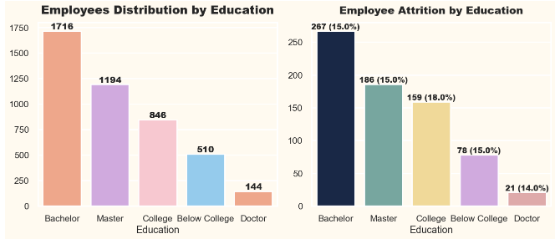 Employees Distribution by Education
1716
1194
846
510
144
1750
1500
1250
1000
750
500
250
0
Bachelor
Master
College
Below College
Doctor
Education
Employee Attrition by Education
267 (15.0%)
186 (15.0%)
159 (18.0%)
78 (15.0%)
21 (14.0%)
250
200
150
100
50
0
Bachelor
Master
College
Below College
Doctor
Education